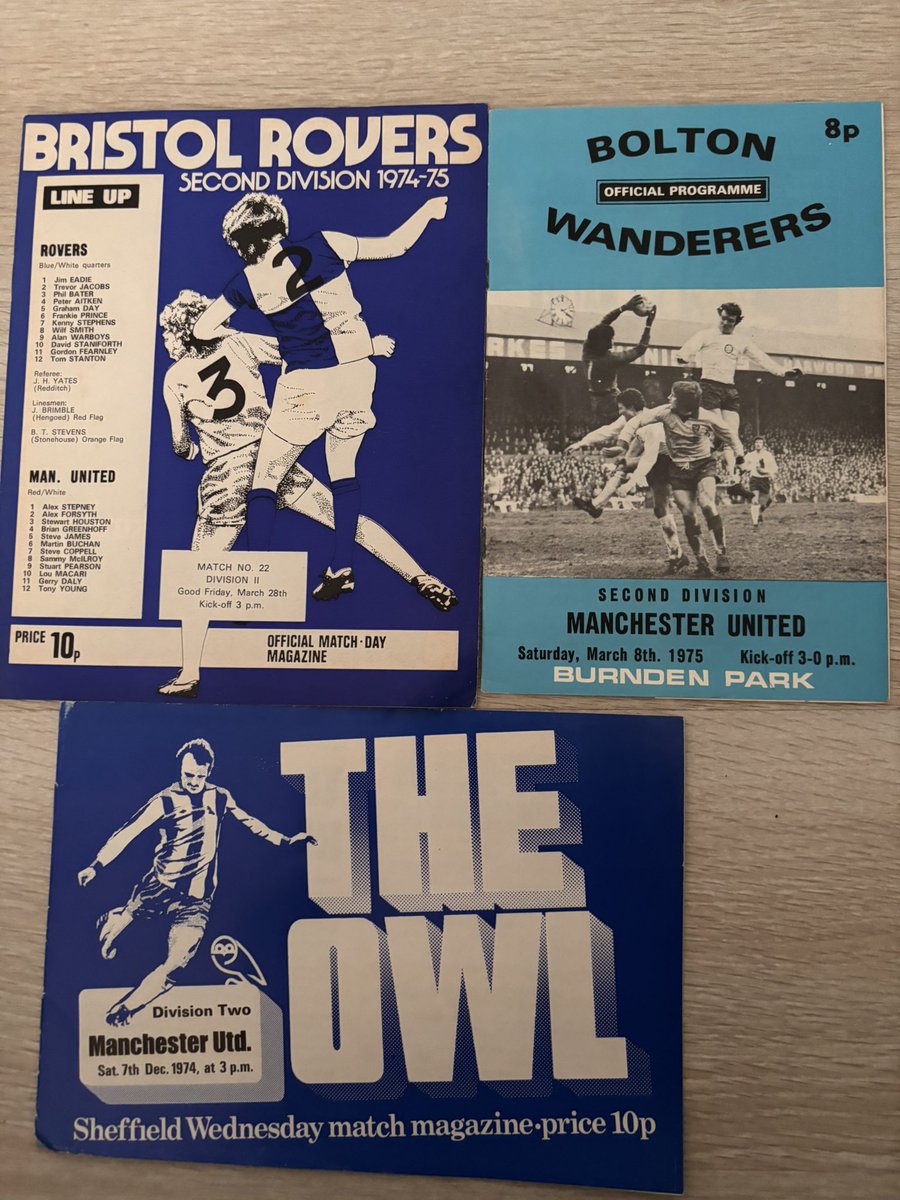 BRISTOL ROVERS
SECOND DIVISION 1974-75
LINE UP
ROVERS
Blue/White quarters
1 Jim EADIE
2 Trevor JACOBS
3 Phil BATER
4 Peter AITKEN
5 Graham DAY
6 Frankie PRINCE
7 Kenny STEPHENS
8 Wilf SMITH
9 Alan WARBOYS
10 David STANIFORTH
11 Gordon FEARNLEY
12 Tom STANTON
Referee:
J. H. YATES
(Redditch)
Linesmen:
J. BRIMBLE
(Hengoed) Red Flag
B. T. STEVENS
(Stonehouse) Orange Flag
MAN. UNITED
Red/White
1 Alex STEPNEY
2 Alex FORSYTH
3 Stewart HOUSTON
4 Brian GREENHOFF
5 Steve JAMES
6 Martin BUCHAN
7 Steve COPPELL
8 Sammy McILROY
9 Stuart PEARSON
10 Lou MACARI
11 Gerry DALY
12 Tony YOUNG
2
3
MATCH NO. 22
DIVISION II
Good Friday, March 28th
Kick-off 3 p.m.
PRICE 10p
OFFICIAL MATCH-DAY
MAGAZINE
8p
BOLTON
OFFICIAL PROGRAMME
WANDERERS
SECOND DIVISION
MANCHESTER UNITED
Saturday, March 8th. 1975 Kick-off 3-0 p.m.
BURNDEN PARK
THE
OWL
Division Two
Manchester Utd.
Sat. 7th Dec. 1974, at 3 p.m.
Sheffield Wednesday match magazine·price 10p